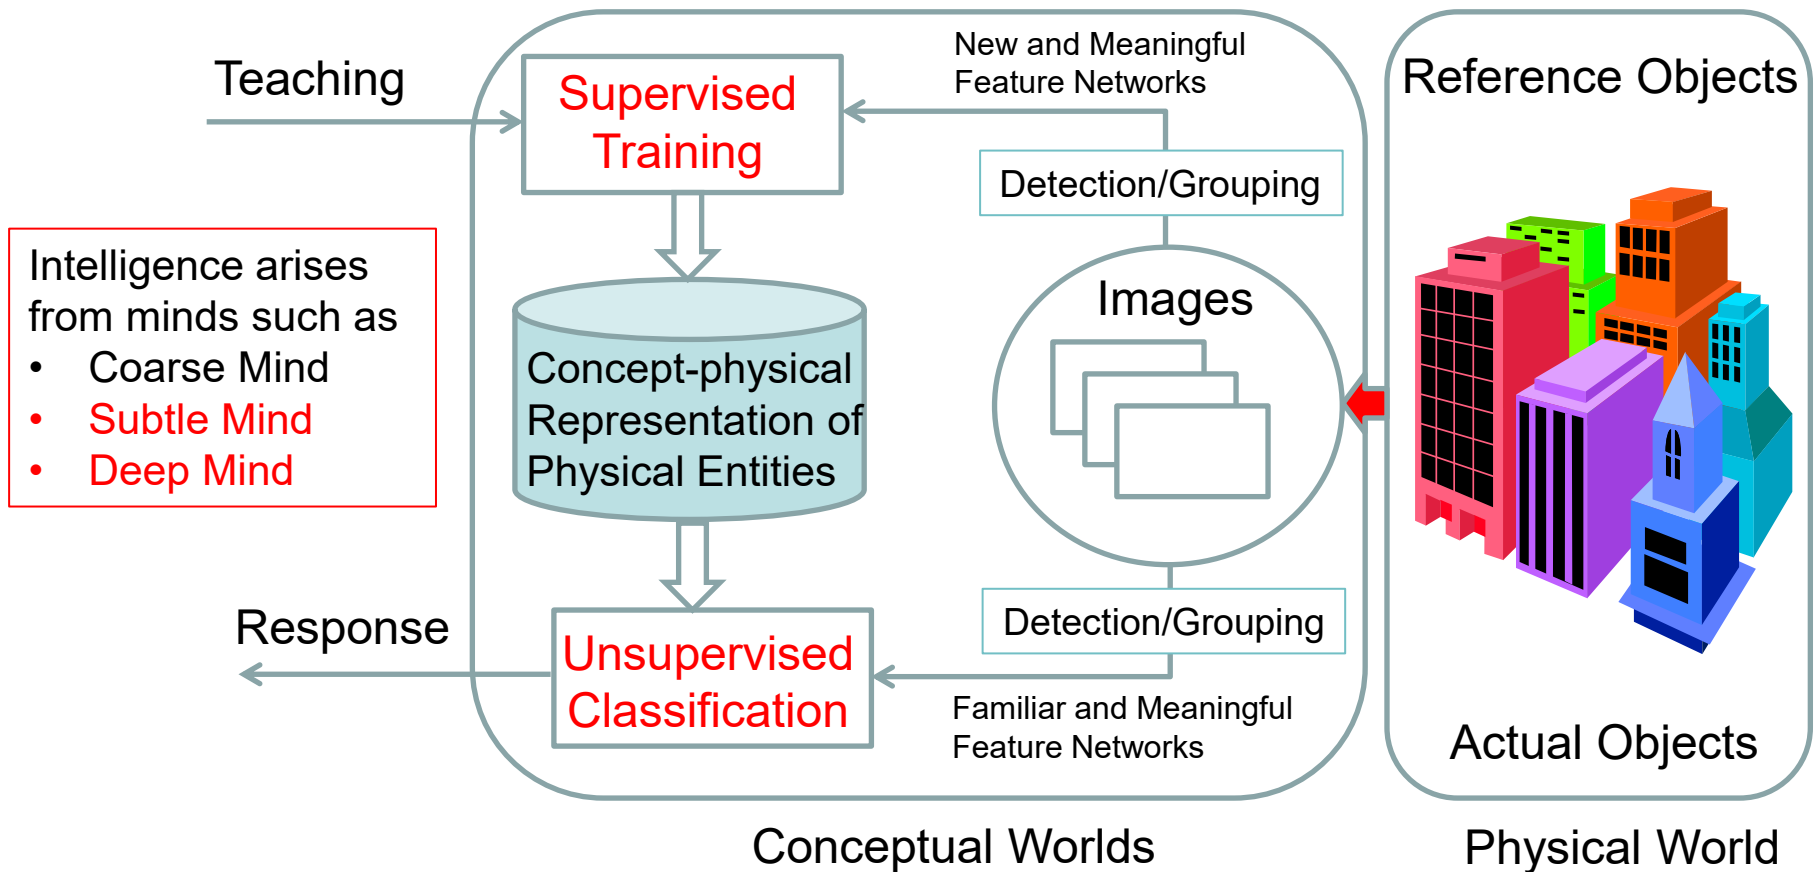 Teaching
Supervised
Training
New and Meaningful
Feature Networks
Reference Objects
Detection/Grouping
Intelligence arises
from minds such as
• Coarse Mind
• Subtle Mind
• Deep Mind
Images
Concept-physical
Representation of
Physical Entities
Detection/Grouping
Response
Unsupervised
Classification
Familiar and Meaningful
Feature Networks
Actual Objects
Conceptual Worlds
Physical World